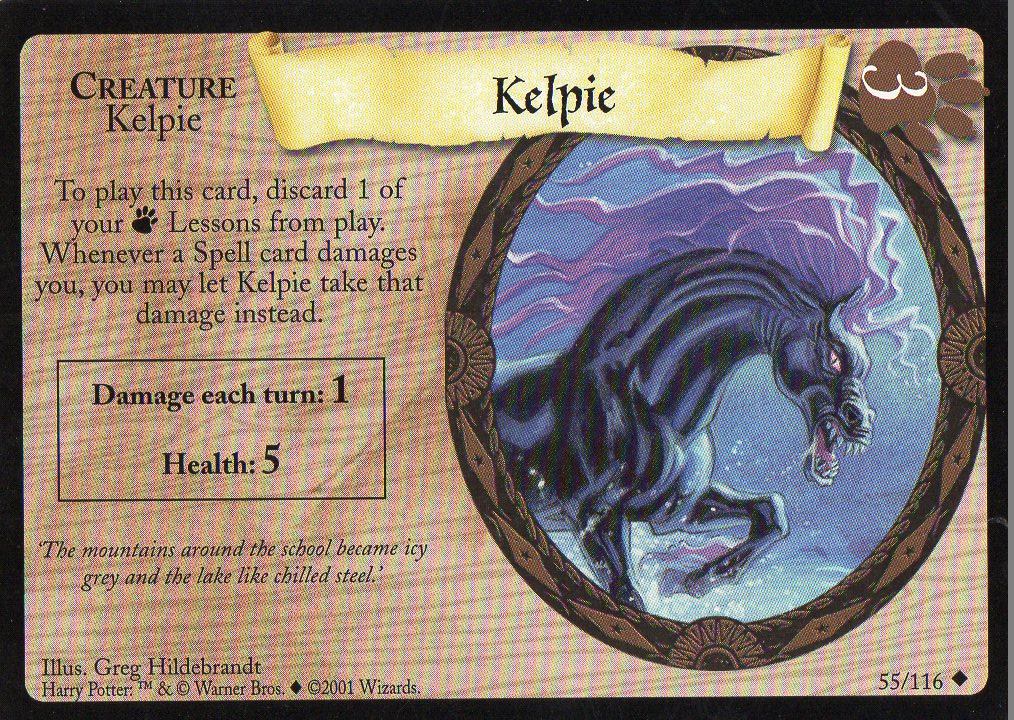 Kelpie
3
CREATURE
Kelpie
To play this card, discard 1 of
your Lessons from play.
Whenever a Spell card damages
you, you may let Kelpie take that
damage instead.
Damage each turn: 1
Health: 5
‘The mountains around the school became icy
grey and the lake like chilled steel.’
Illus. Greg Hildebrandt
Harry Potter: ™ & © Warner Bros. ◆ ©2001 Wizards.
55/116 ◆